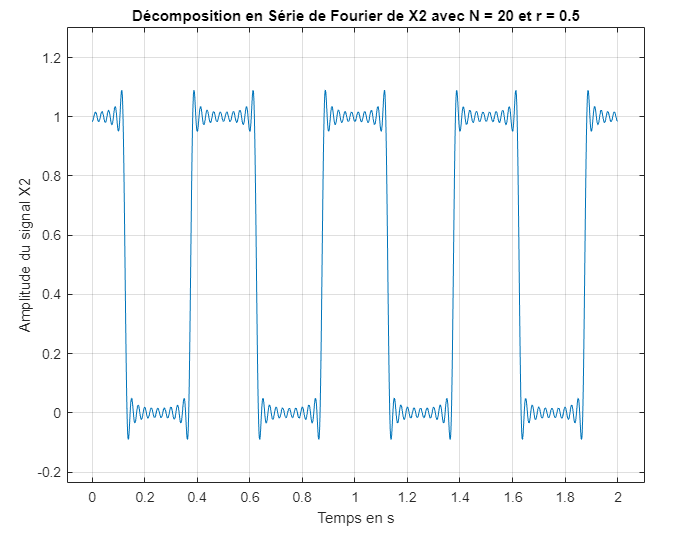 Décomposition en Série de Fourier de X2 avec N = 20 et r = 0.5
1.2
1
0.8
0.6
0.4
0.2
0
-0.2
Amplitude du signal X2
0 0.2 0.4 0.6 0.8 1 1.2 1.4 1.6 1.8 2
Temps en s